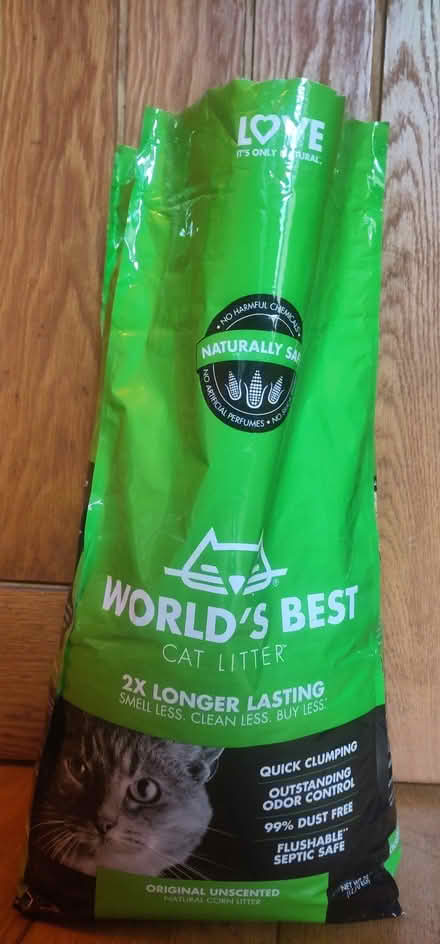 LOVE
IT'S ONLY NATURAL.
NO HARMFUL CHEMICALS
NATURALLY
NO ARTIFICIAL PERFUMES • NO
WORLD'S BEST
CAT LITTER™
2X LONGER LASTING
SMELL LESS. CLEAN LESS. BUY LESS.*
QUICK CLUMPING
OUTSTANDING
ODOR CONTROL
99% DUST FREE
FLUSHABLE**
SEPTIC SAFE
ORIGINAL UNSCENTED
NATURAL CORN LITTER